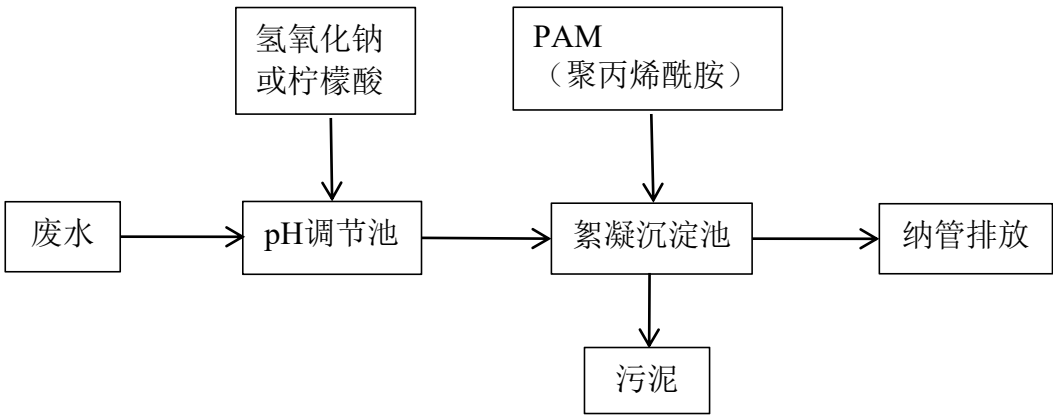 氢氧化钠
或柠檬酸
PAM
（聚丙烯酰胺）
废水
pH调节池
絮凝沉淀池
纳管排放
污泥